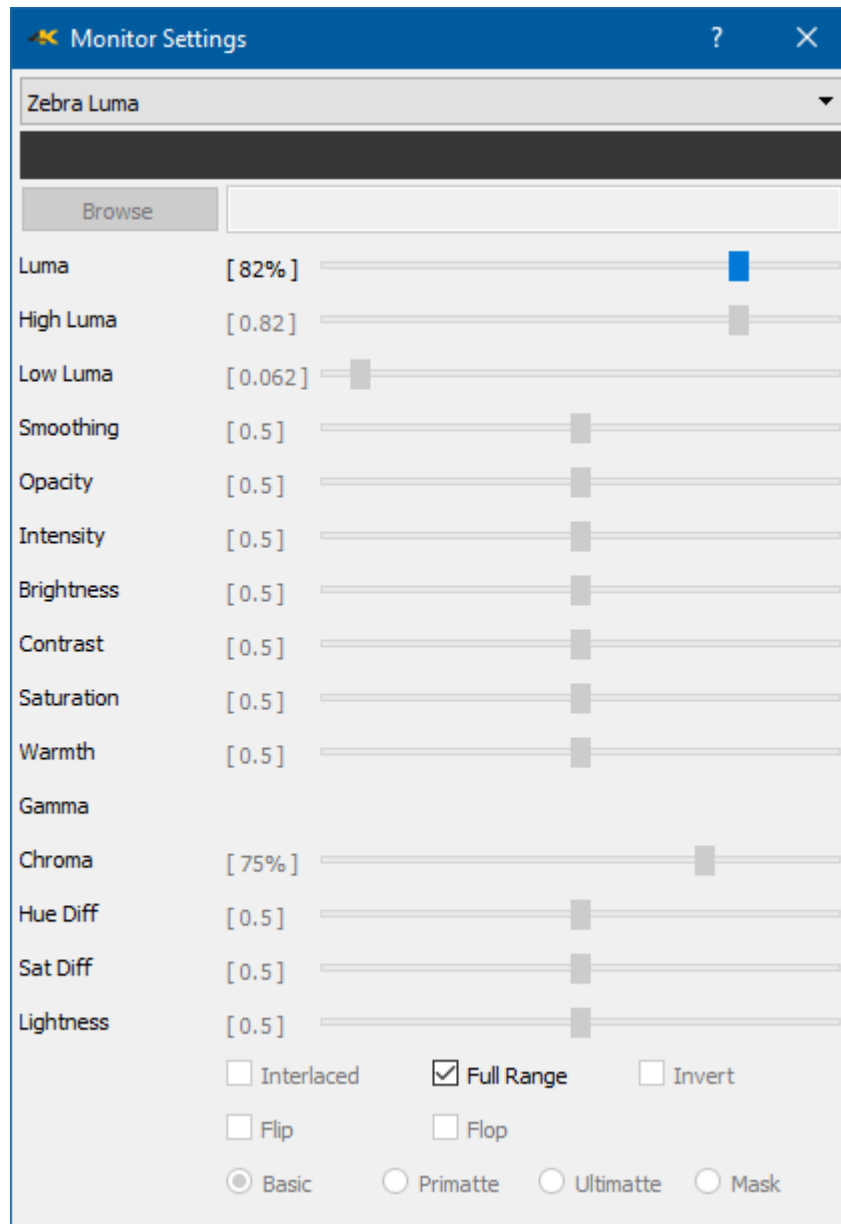 4K Monitor Settings ? ×
Zebra Luma
Browse
Luma [ 82% ]
High Luma [ 0.82 ]
Low Luma [ 0.062 ]
Smoothing [ 0.5 ]
Opacity [ 0.5 ]
Intensity [ 0.5 ]
Brightness [ 0.5 ]
Contrast [ 0.5 ]
Saturation [ 0.5 ]
Warmth [ 0.5 ]
Gamma
Chroma [ 75% ]
Hue Diff [ 0.5 ]
Sat Diff [ 0.5 ]
Lightness [ 0.5 ]
Interlaced Full Range Invert
Flip Flop
Basic Primatte Ultimatte Mask